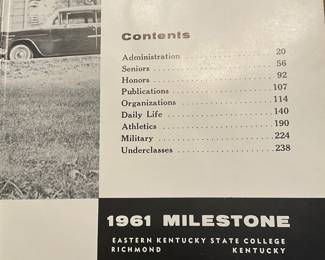 Contents
Administration . . . . . . . . . . . . . . . . 20
Seniors . . . . . . . . . . . . . . . . . . . . 56
Honors . . . . . . . . . . . . . . . . . . . . 92
Publications . . . . . . . . . . . . . . . . . 107
Organizations . . . . . . . . . . . . . . . . 114
Daily Life . . . . . . . . . . . . . . . . . . 140
Athletics . . . . . . . . . . . . . . . . . . . 190
Military . . . . . . . . . . . . . . . . . . . 224
Underclasses . . . . . . . . . . . . . . . . 238
1961 MILESTONE
EASTERN KENTUCKY STATE COLLEGE
RICHMOND KENTUCKY